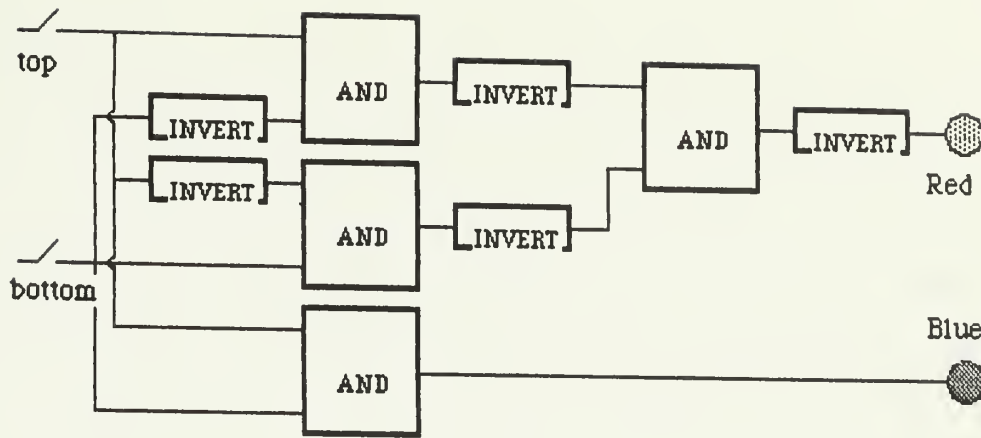 top
AND
INVERT
INVERT
AND
INVERT
Red
INVERT
INVERT
AND
INVERT
bottom
AND
Blue